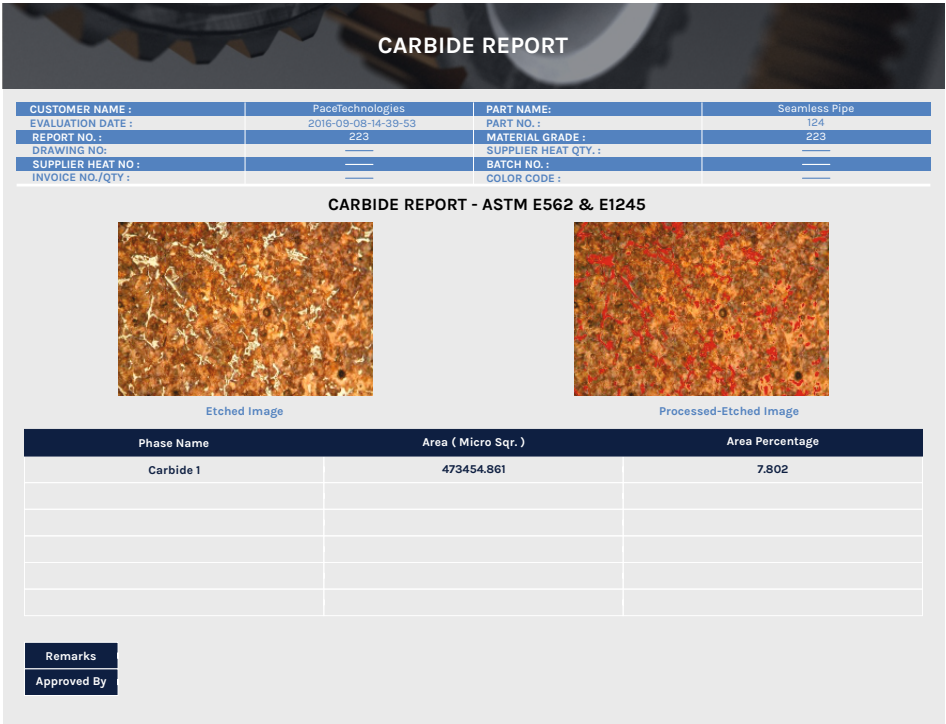 CARBIDE REPORT
CUSTOMER NAME : PaceTechnologies PART NAME: Seamless Pipe
EVALUATION DATE : 2016-09-08-14-39-53 PART NO. : 124
REPORT NO. : 223 MATERIAL GRADE : 223
DRAWING NO: —— SUPPLIER HEAT QTY. : ——
SUPPLIER HEAT NO : —— BATCH NO. : ——
INVOICE NO./QTY : —— COLOR CODE : ——
CARBIDE REPORT - ASTM E562 & E1245
Etched Image Processed-Etched Image
Phase Name Area ( Micro Sqr. ) Area Percentage
Carbide 1 473454.861 7.802
Remarks
Approved By